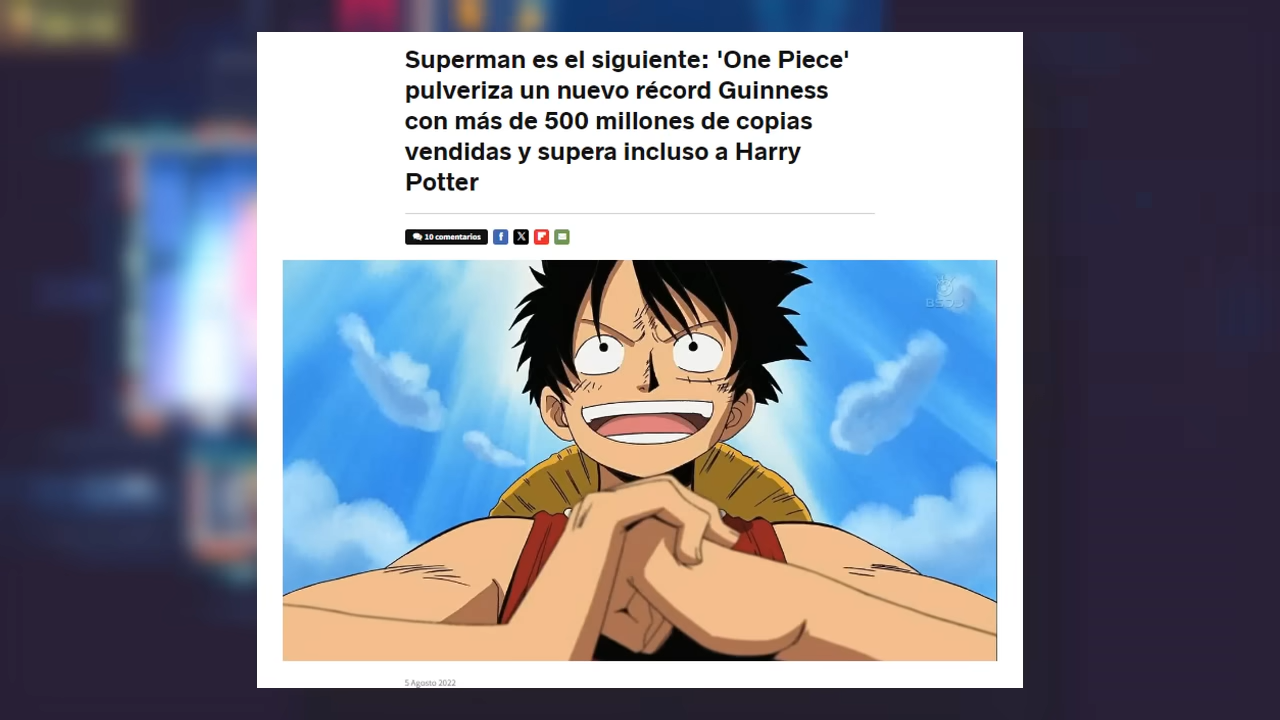 Superman es el siguiente: 'One Piece'
pulveriza un nuevo récord Guinness
con más de 500 millones de copias
vendidas y supera incluso a Harry
Potter
10 comentarios
5 Agosto 2022